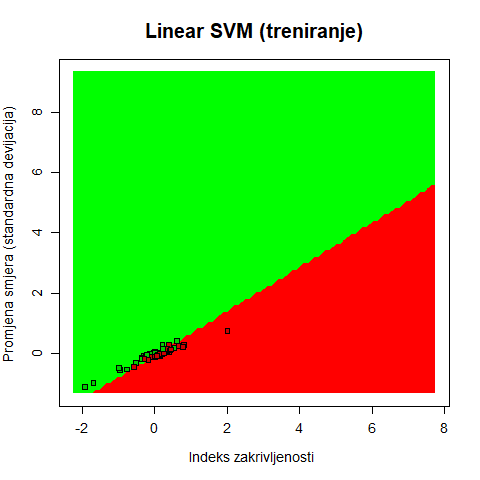 Linear SVM (treniranje)
Promjena smjera (standardna devijacija)
8
6
4
2
0
-2 0 2 4 6 8
Indeks zakrivljenosti